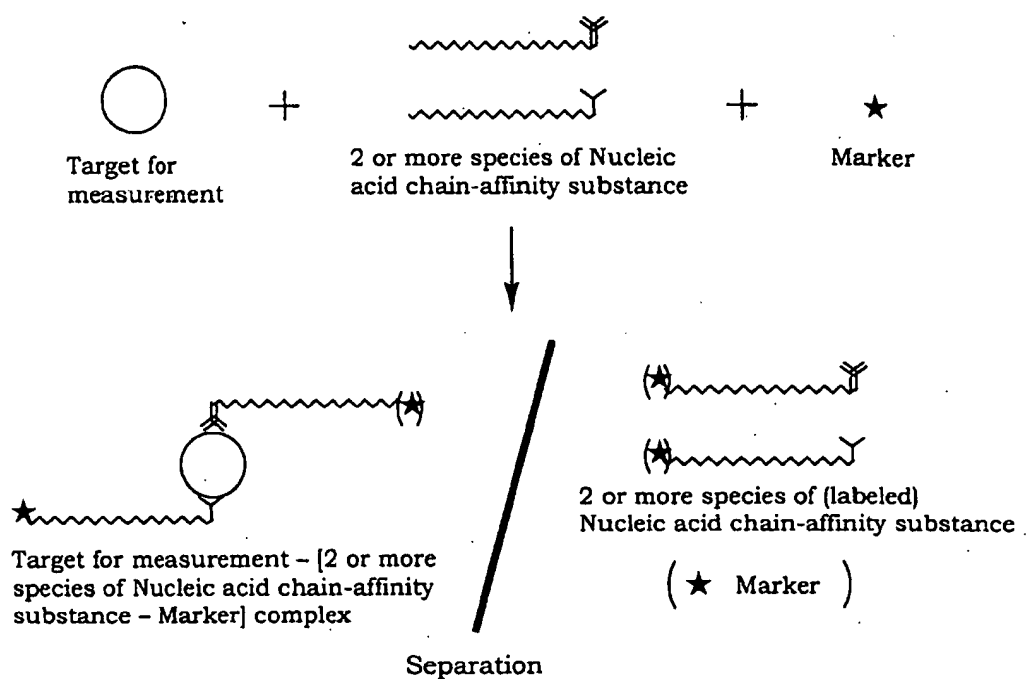 Target for
measurement
2 or more species of Nucleic
acid chain-affinity substance
Marker
Target for measurement – [2 or more
species of Nucleic acid chain-affinity
substance – Marker] complex
2 or more species of (labeled)
Nucleic acid chain-affinity substance
( ★ Marker )
Separation